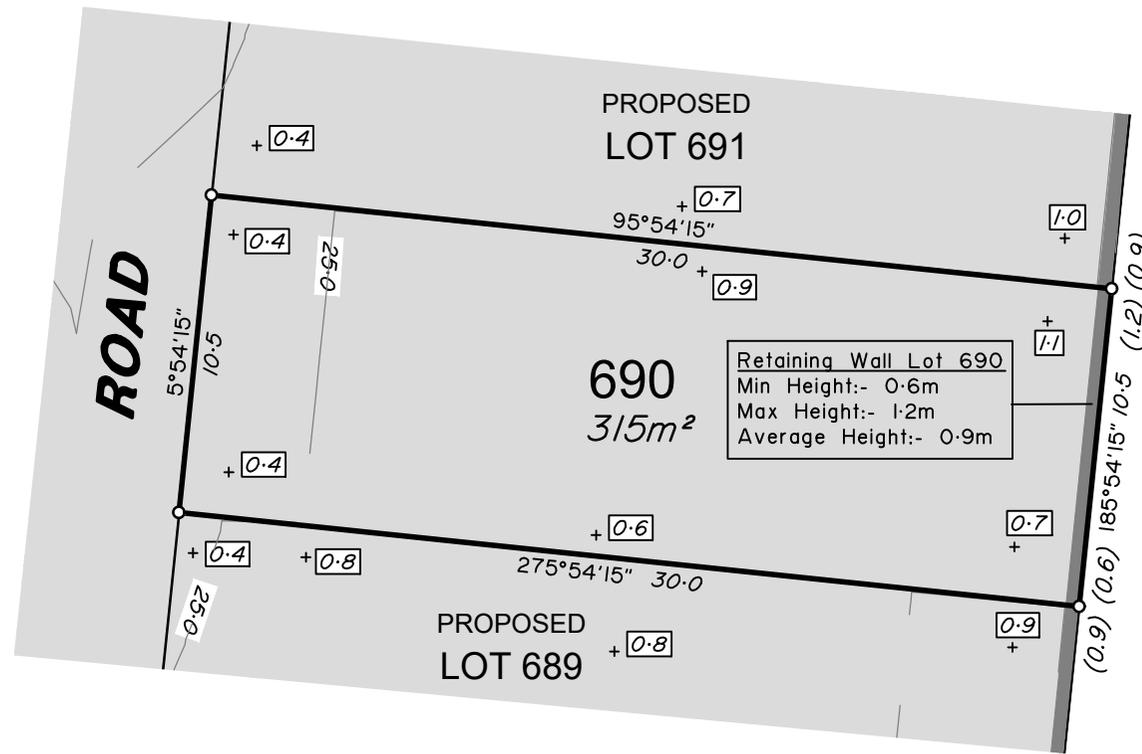 PROPOSED
LOT 691
0·4
0·7
1·0
95°54'15"
30·0
0·4
25·0
0·9
(0.9)
(1.2)
1·1
ROAD
5°54'15"
10·5
690
315m²
Retaining Wall Lot 690
Min Height:- 0·6m
Max Height:- 1·2m
Average Height:- 0·9m
185°54'15" 10·5
0·4
0·6
0·7
(0.6)
0·4
0·8
275°54'15" 30·0
25·0
PROPOSED
LOT 689
0·8
0·9
(0.9)